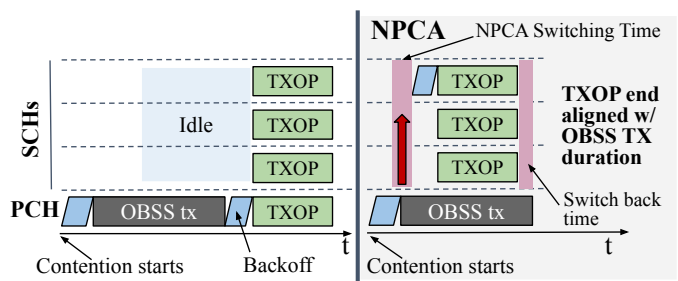 SCHs
PCH
Idle
TXOP
TXOP
TXOP
OBSS tx
TXOP
t
Contention starts
Backoff
NPCA
NPCA Switching Time
TXOP
TXOP
TXOP
OBSS tx
TXOP end
aligned w/
OBSS TX
duration
Switch back
time
t
Contention starts